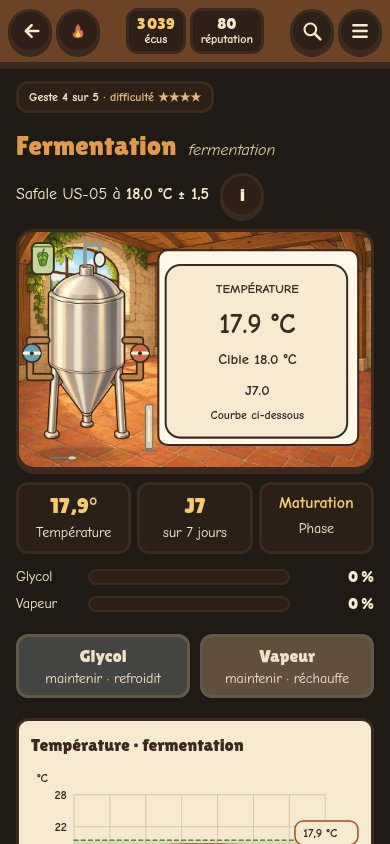 3 039
écus
80
réputation
Geste 4 sur 5 · difficulté ★★★★
Fermentation fermentation
Safale US-05 à 18,0 °C ± 1,5 i
TEMPÉRATURE
17.9 °C
Cible 18.0 °C
J7.0
Courbe ci-dessous
17,9°
Température
J7
sur 7 jours
Maturation
Phase
Glycol 0 %
Vapeur 0 %
Glycol
maintenir · refroidit
Vapeur
maintenir · réchauffe
Température · fermentation
°C
28
22
17,9 °C